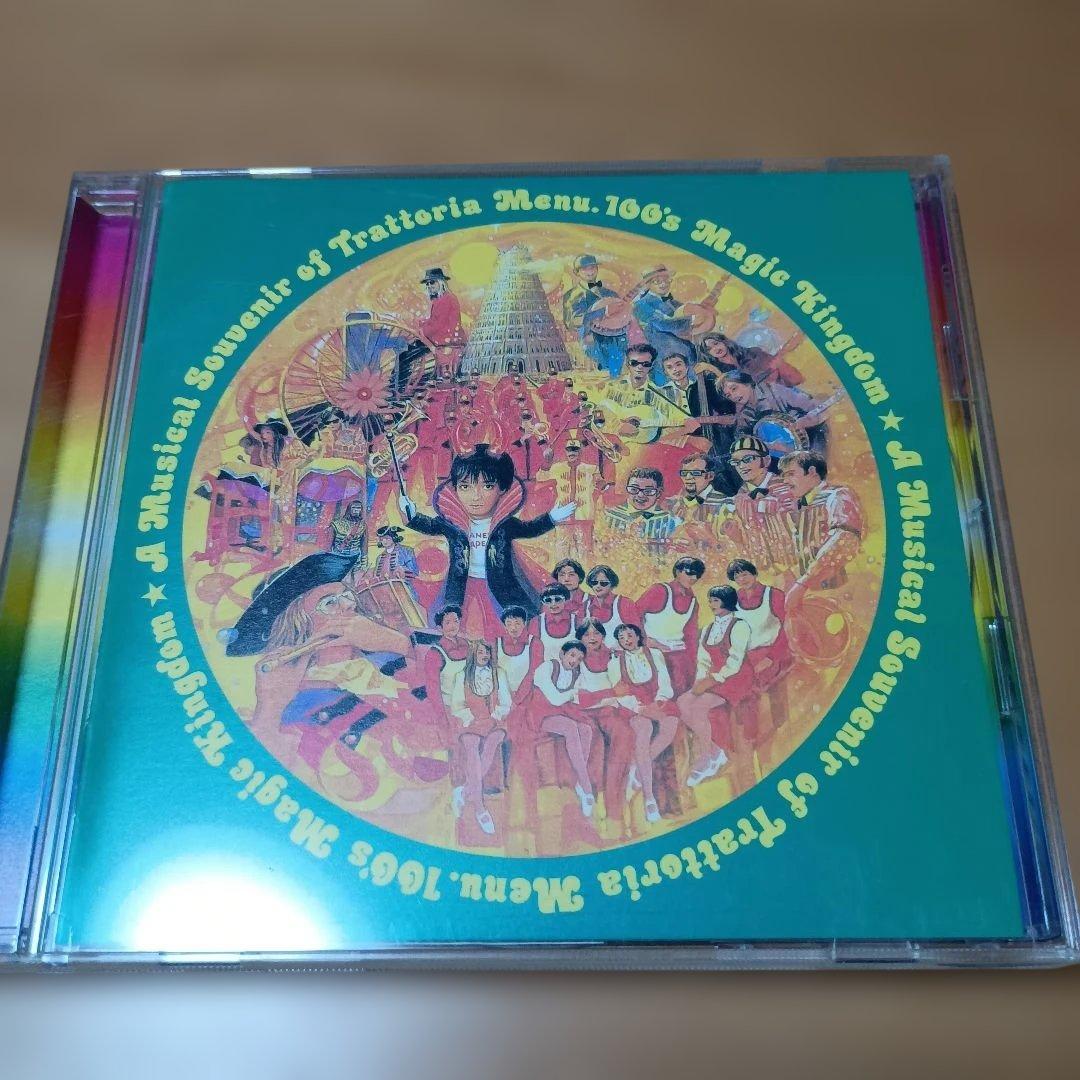 ★ A Musical Souvenir of Trattoria Menu.100's Magic Kingdom
★ A Musical Souvenir of Trattoria Menu.100's Magic Kingdom